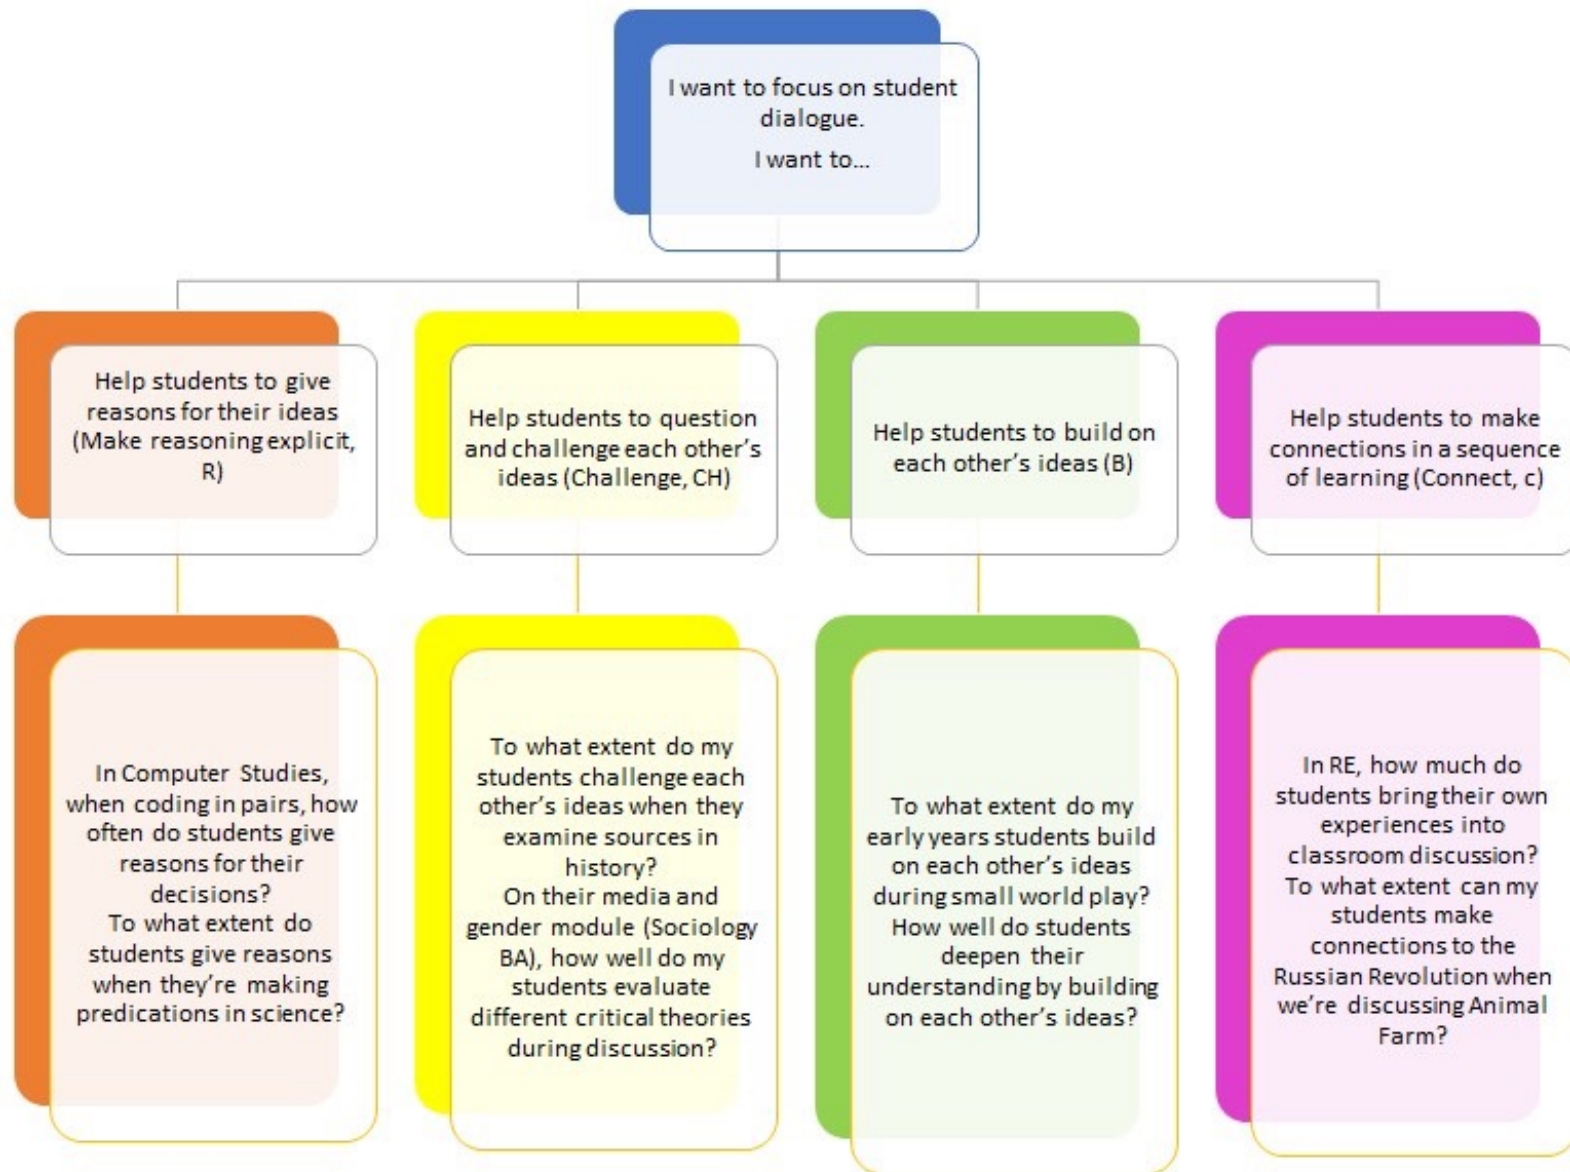 I want to focus on student
dialogue.
I want to...
Help students to give
reasons for their ideas
(Make reasoning explicit,
R)
Help students to question
and challenge each other’s
ideas (Challenge, CH)
Help students to build on
each other’s ideas (B)
Help students to make
connections in a sequence
of learning (Connect, c)
In Computer Studies,
when coding in pairs, how
often do students give
reasons for their
decisions?
To what extent do
students give reasons
when they’re making
predications in science?
To what extent do my
students challenge each
other’s ideas when they
examine sources in
history?
On their media and
gender module (Sociology
BA), how well do my
students evaluate
different critical theories
during discussion?
To what extent do my
early years students build
on each other’s ideas
during small world play?
How well do students
deepen their
understanding by building
on each other’s ideas?
In RE, how much do
students bring their own
experiences into
classroom discussion?
To what extent can my
students make
connections to the
Russian Revolution when
we’re discussing Animal
Farm?